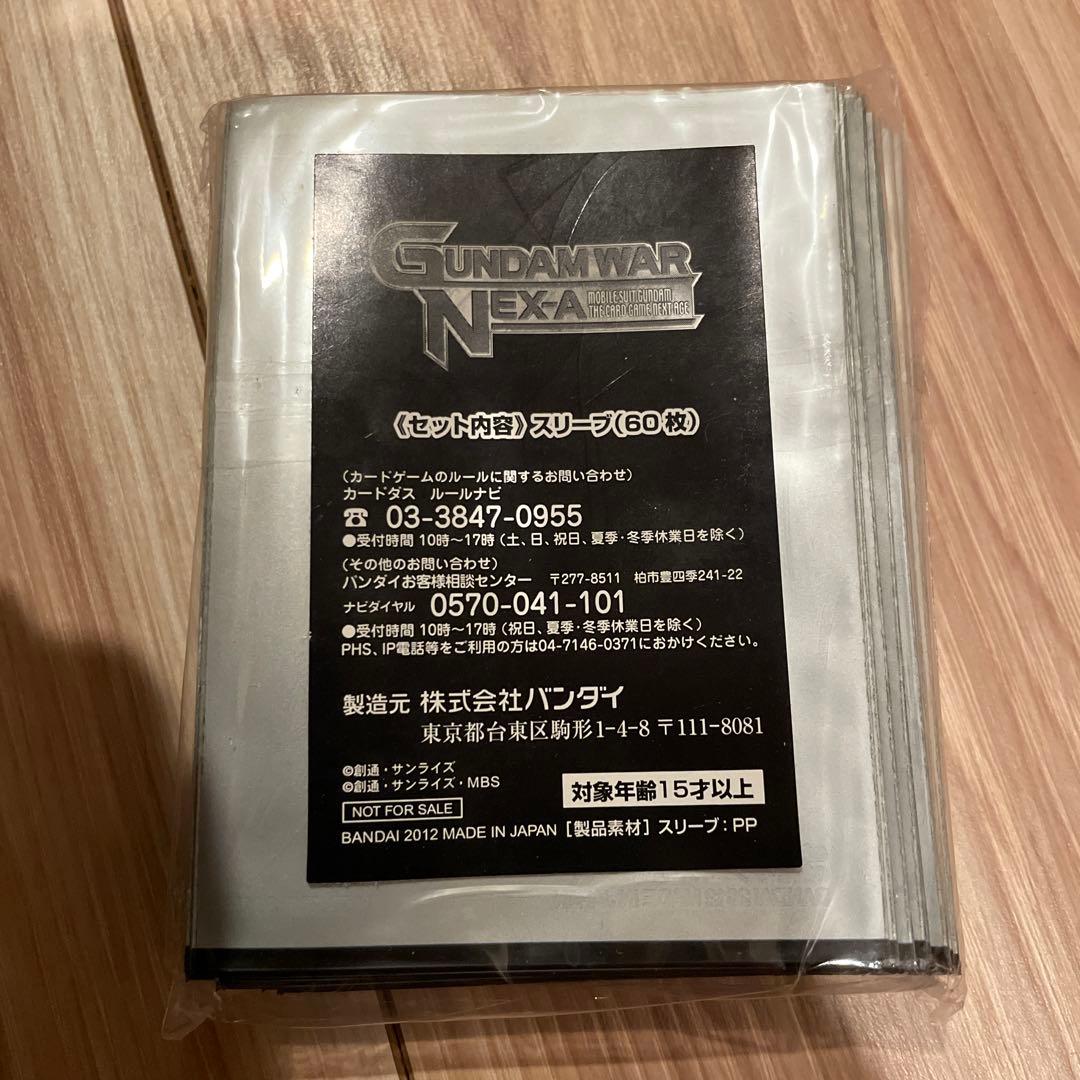 GUNDAM WAR
NEX-A
MOBILE SUIT GUNDAM
THE CARD GAME NEXT AGE
《セット内容》スリーブ(60枚)
(カードゲームのルールに関するお問い合わせ)
カードダス ルールナビ
☎ 03-3847-0955
●受付時間 10時～17時(土、日、祝日、夏季・冬季休業日を除く)
(その他のお問い合わせ)
バンダイお客様相談センター 〒277-8511 柏市豊四季241-22
ナビダイヤル 0570-041-101
●受付時間 10時～17時(祝日、夏季・冬季休業日を除く)
PHS、IP電話等をご利用の方は04-7146-0371におかけください。
製造元 株式会社バンダイ
東京都台東区駒形1-4-8 〒111-8081
©創通・サンライズ
©創通・サンライズ・MBS
対象年齢15才以上
NOT FOR SALE
BANDAI 2012 MADE IN JAPAN [製品素材] スリーブ:PP